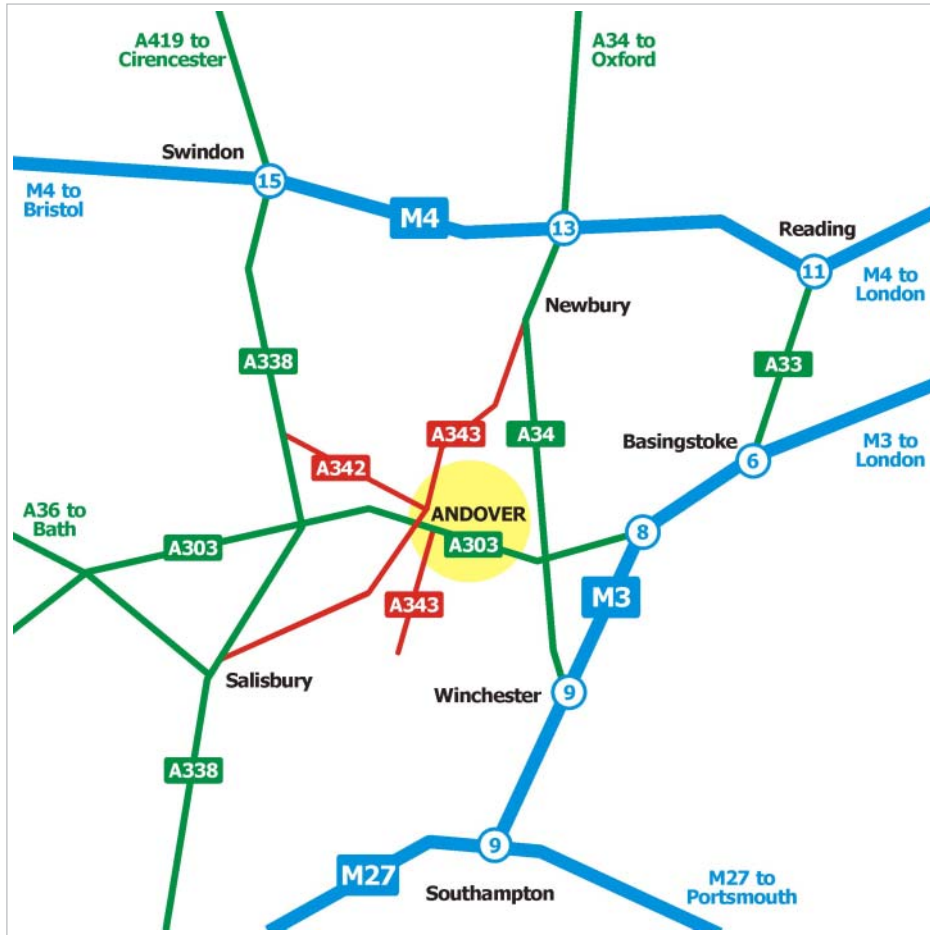 A419 to
Cirencester
A34 to
Oxford
Swindon
15
M4 to
Bristol
M4
13
Reading
11
M4 to
London
Newbury
A338
A33
A343
A34
Basingstoke
6
M3 to
London
A342
A36 to
Bath
ANDOVER
A303
A303
8
M3
A343
Salisbury
Winchester
9
A338
9
M27
Southampton
M27 to
Portsmouth